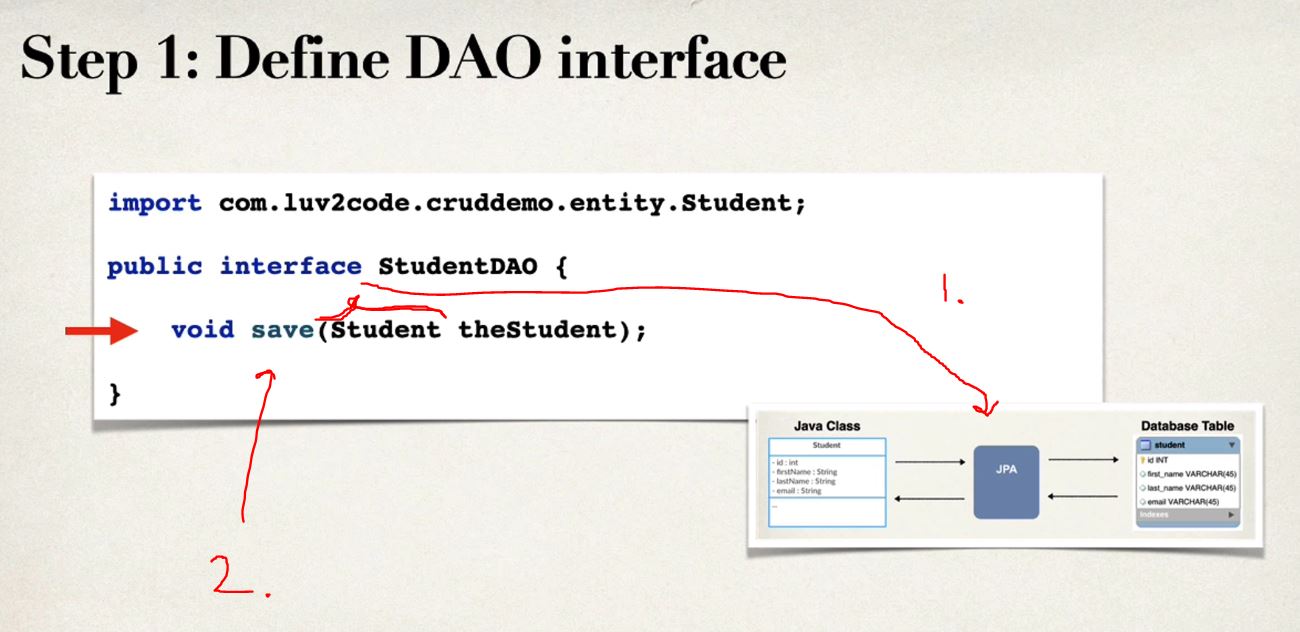 Step 1: Define DAO interface
import com.luv2code.cruddemo.entity.Student;
public interface StudentDAO {
void save(Student theStudent);
}
1.
2.
Java Class
Student
- id : int
- firstName : String
- lastName : String
- email : String
...
JPA
Database Table
student
id INT
first_name VARCHAR(45)
last_name VARCHAR(45)
email VARCHAR(45)
Indexes